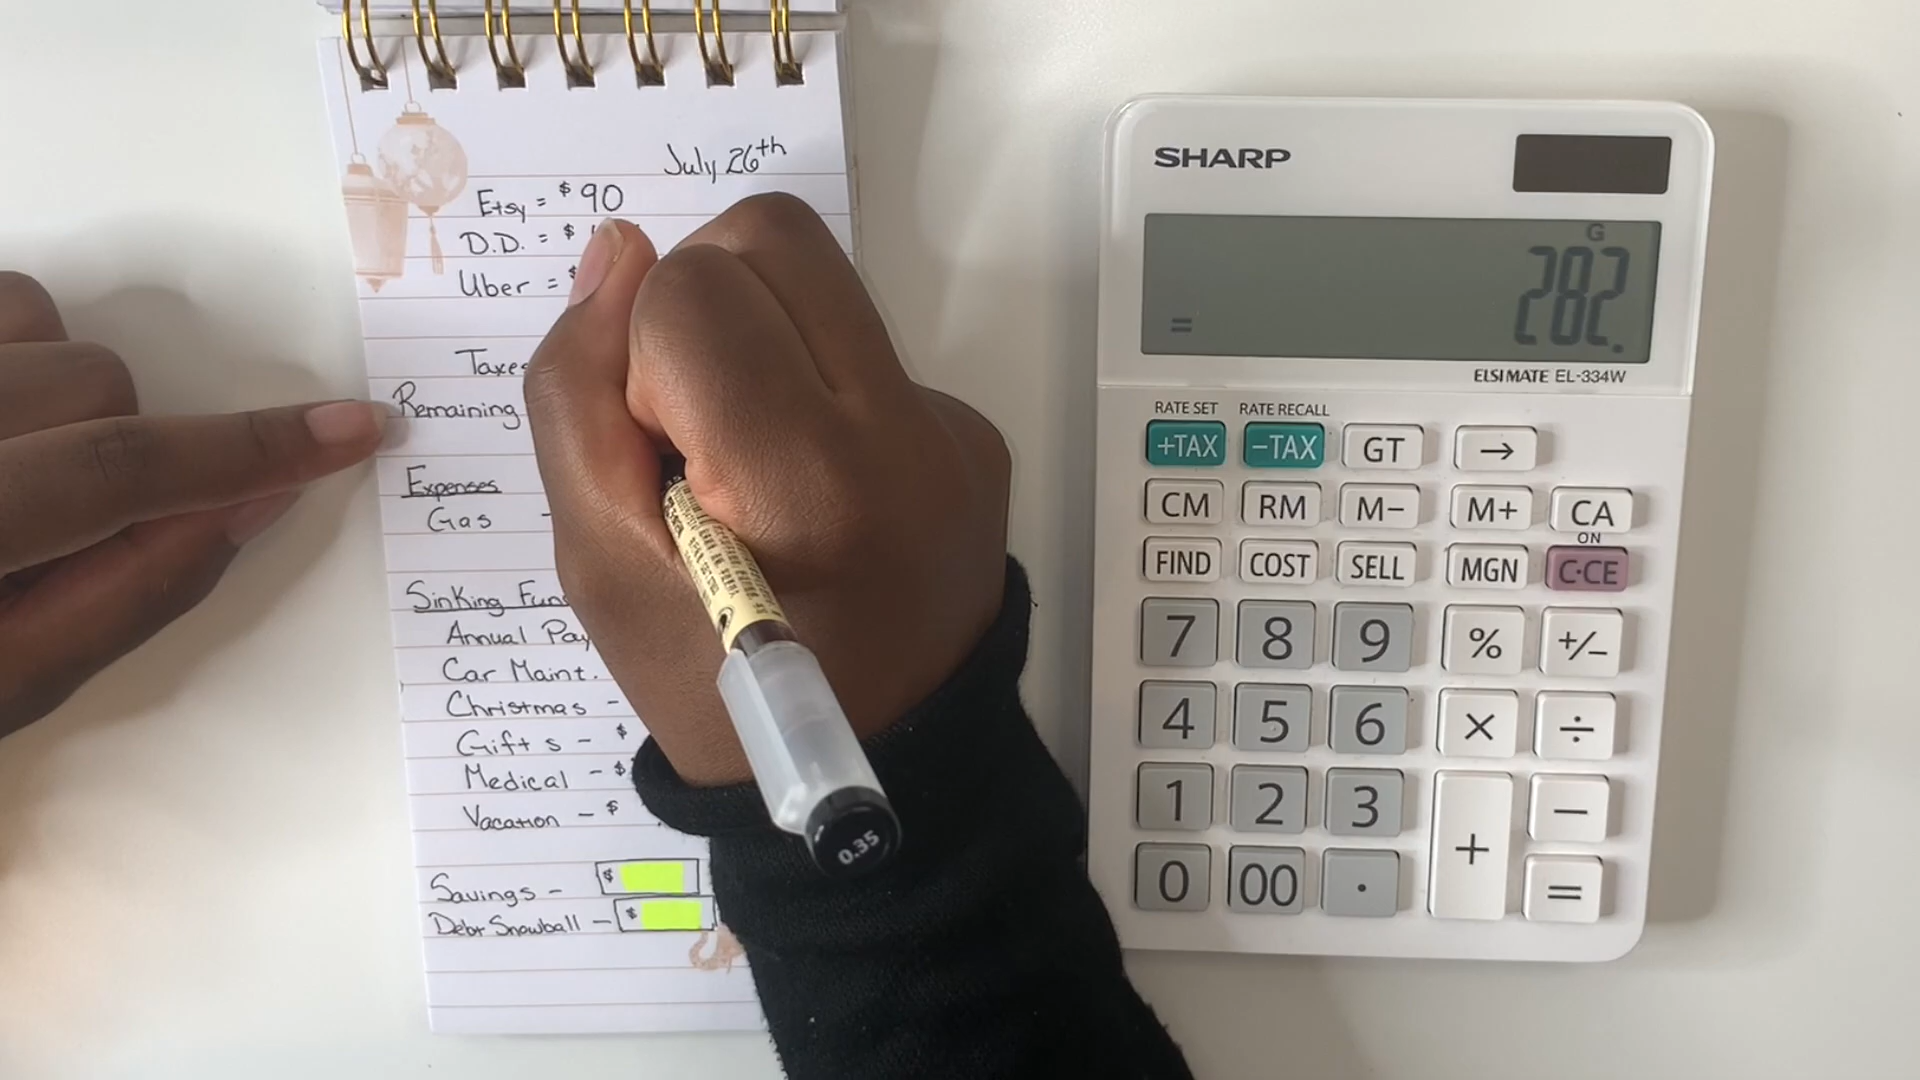 July 26th
Etsy = $ 90
D.D. = $
Uber = $
Taxes
Remaining
Expenses
Gas -
Sinking Fun
Annual Pay
Car Maint.
Christmas -
Gifts - $
Medical - $
Vacation - $
Savings - $
Debt Snowball - $
0.35
SHARP
G
= 282.
ELSI MATE EL-334W
RATE SET RATE RECALL
+TAX -TAX GT →
CM RM M- M+ CA
ON
FIND COST SELL MGN C·CE
7 8 9 % +/-
4 5 6 × ÷
1 2 3 + -
0 00 . =